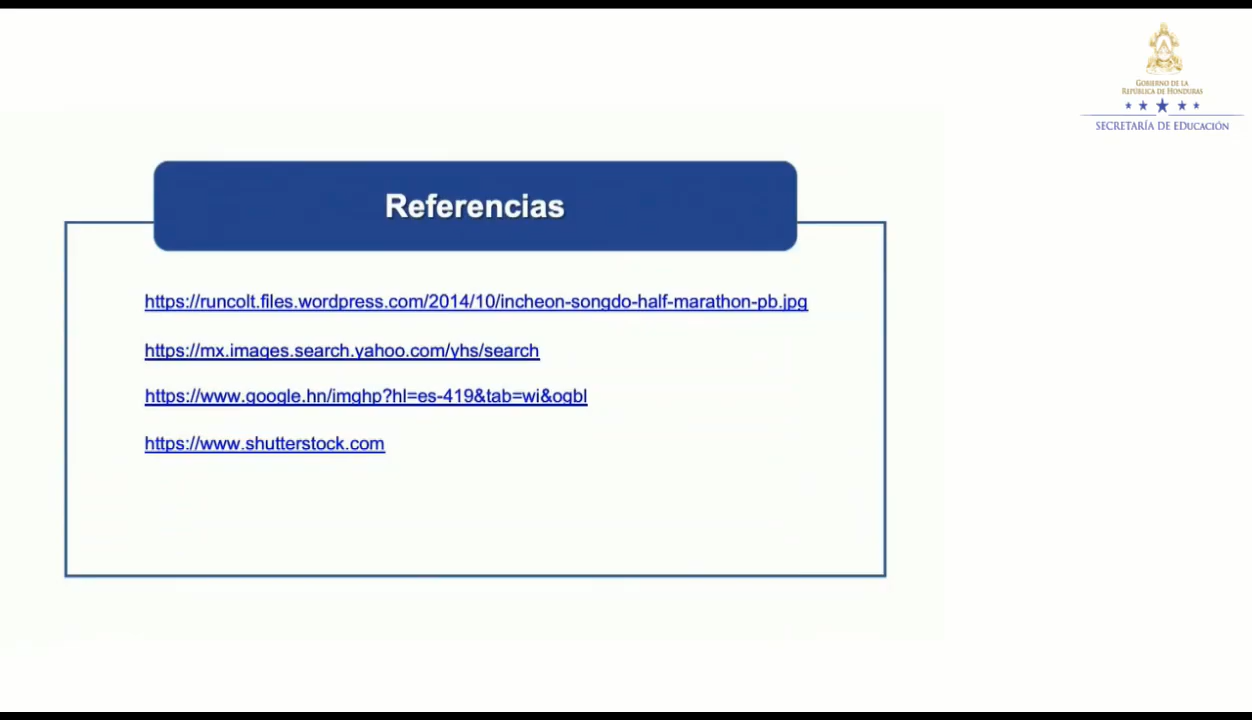 GOBIERNO DE LA
REPÚBLICA DE HONDURAS
SECRETARÍA DE EDUCACIÓN
Referencias
https://runcolt.files.wordpress.com/2014/10/incheon-songdo-half-marathon-pb.jpg
https://mx.images.search.yahoo.com/yhs/search
https://www.google.hn/imghp?hl=es-419&tab=wi&ogbl
https://www.shutterstock.com